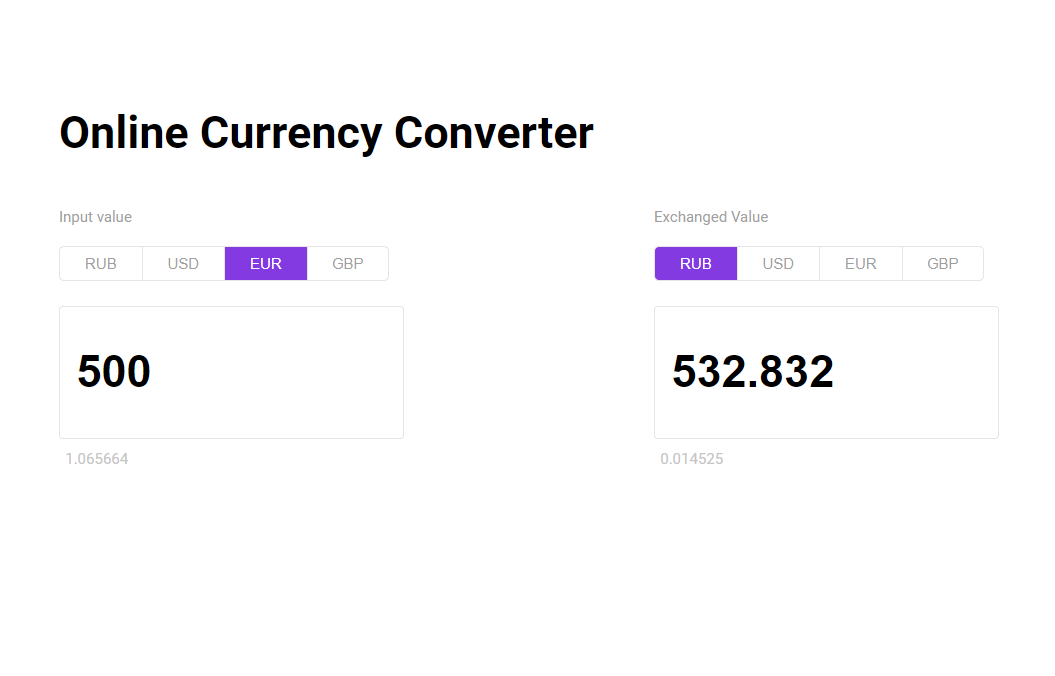 Online Currency Converter
Input value
Exchanged Value
RUB USD EUR GBP
RUB USD EUR GBP
500
532.832
1.065664
0.014525